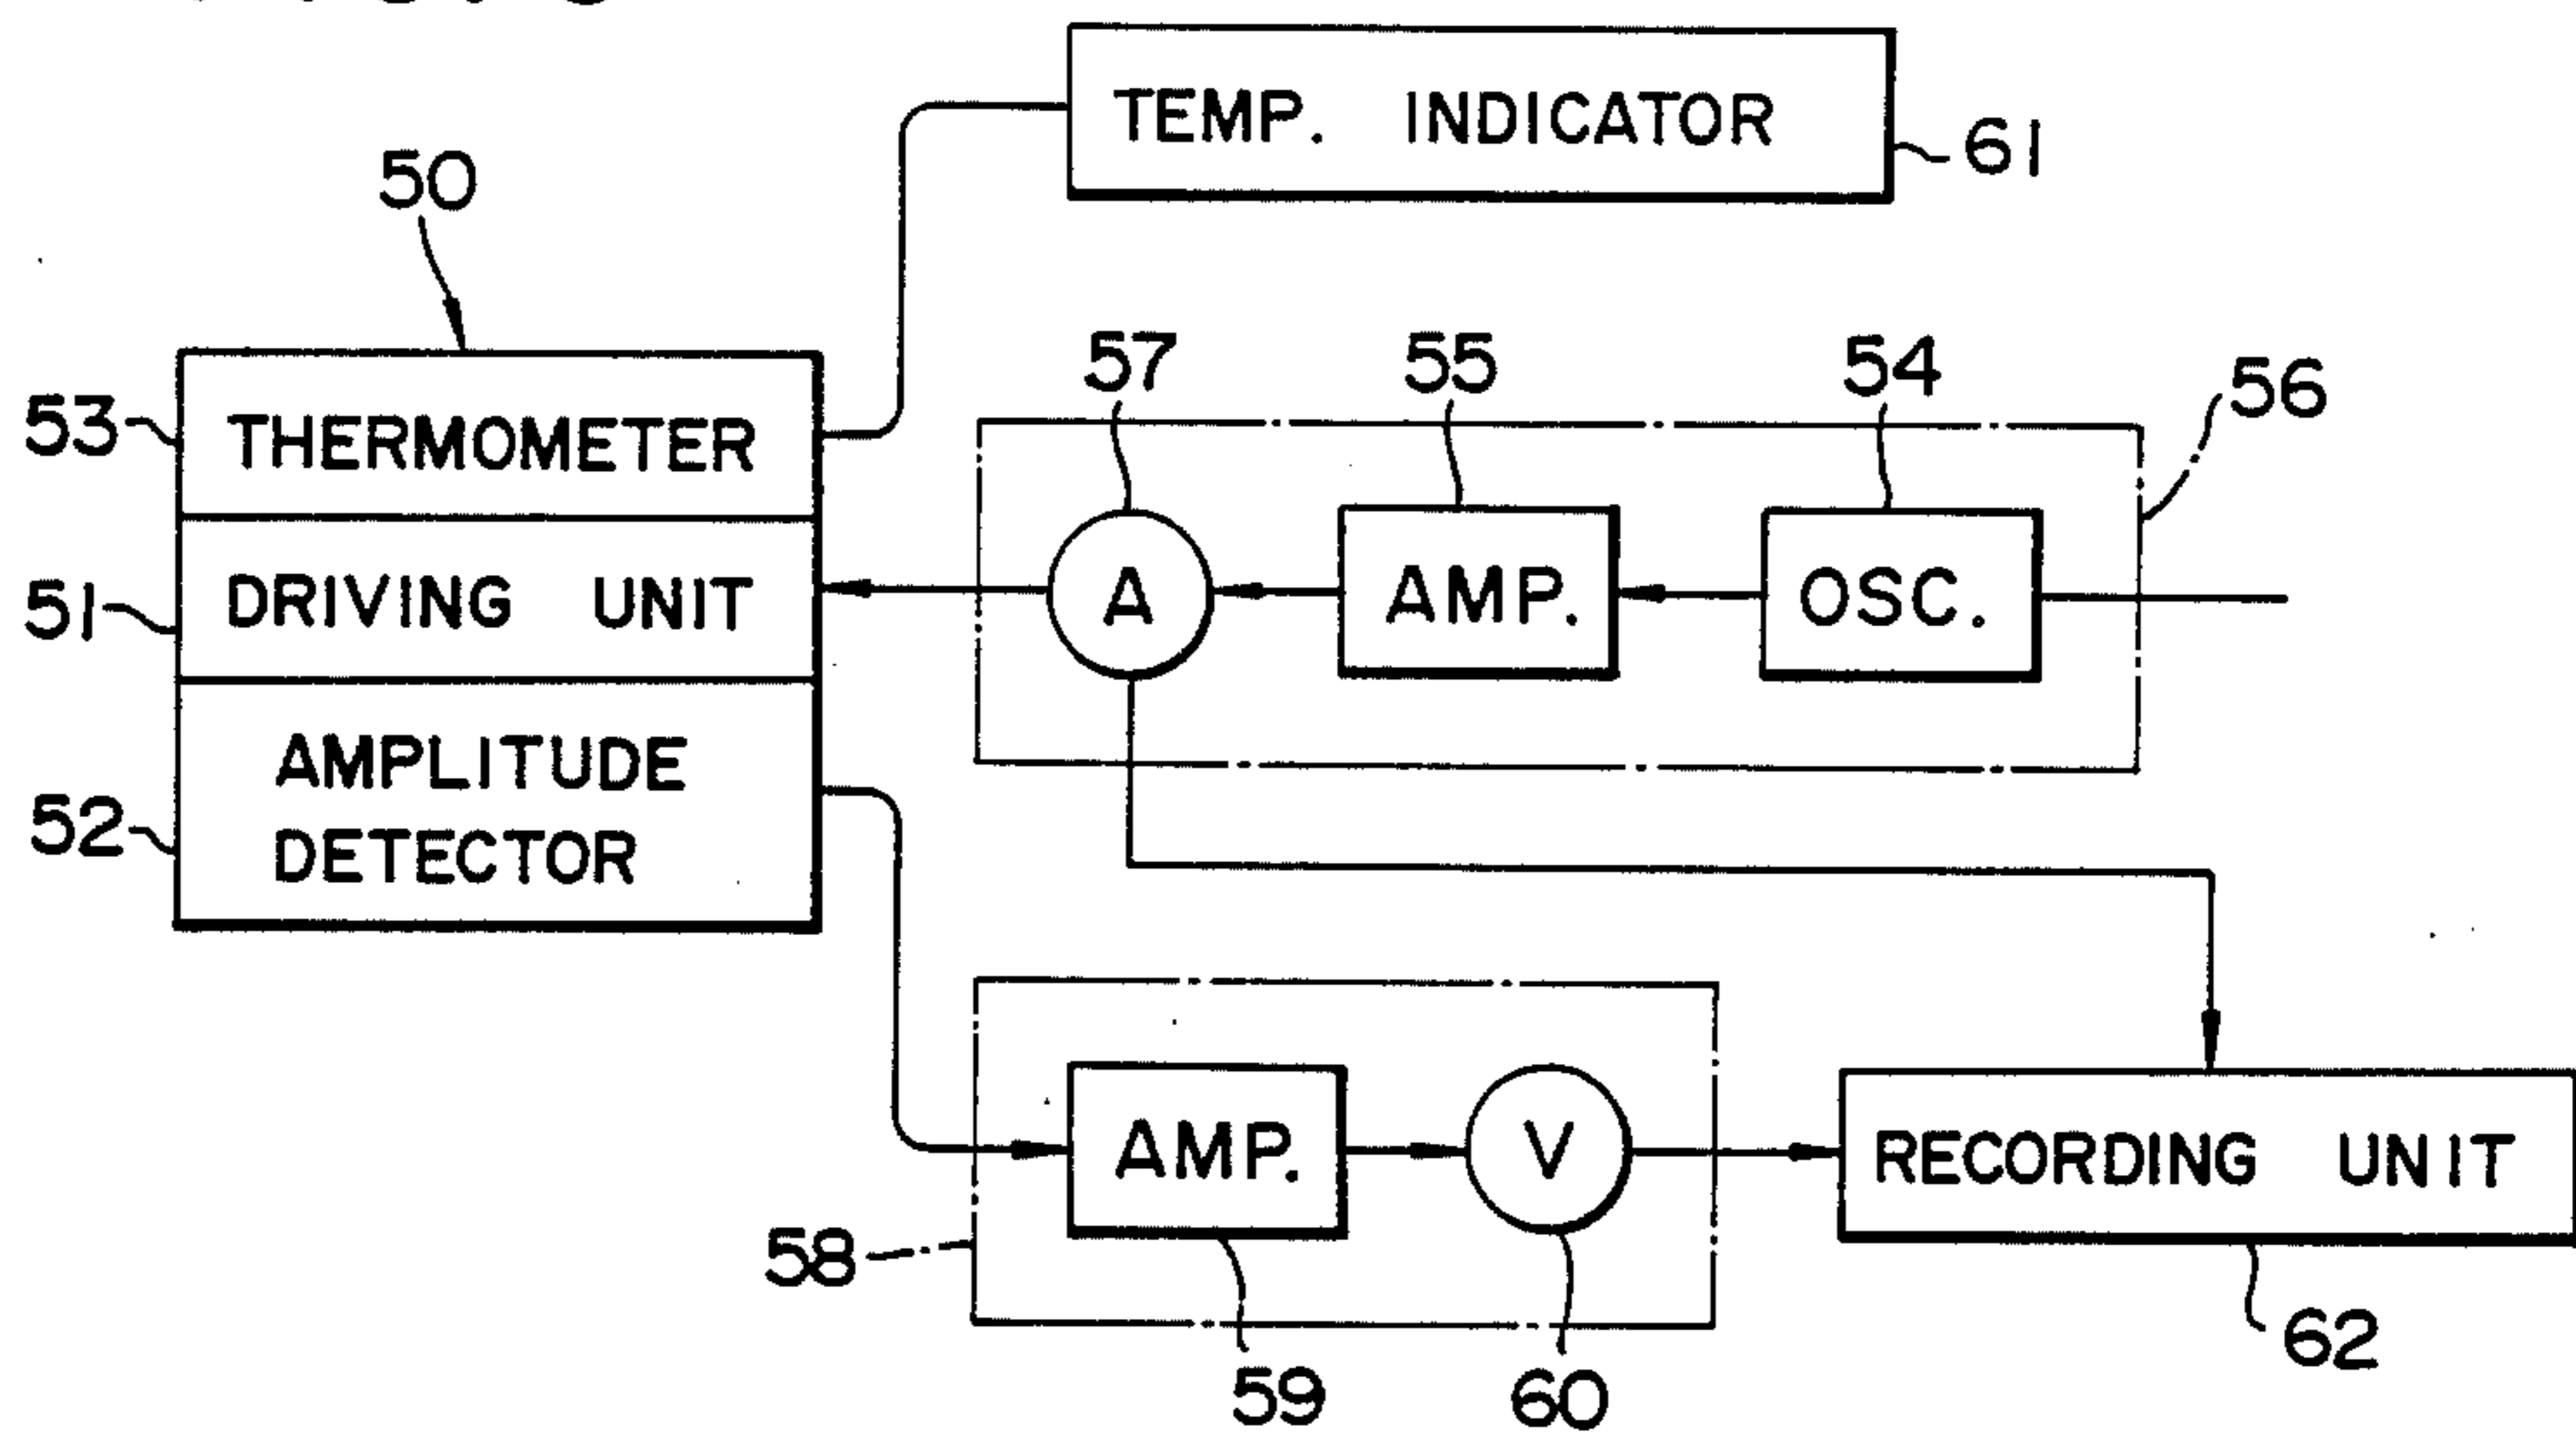 TEMP. INDICATOR
61
50
57
55
54
56
53
THERMOMETER
51
DRIVING UNIT
A
AMP.
OSC.
52
AMPLITUDE
DETECTOR
AMP.
V
RECORDING UNIT
58
59
60
62